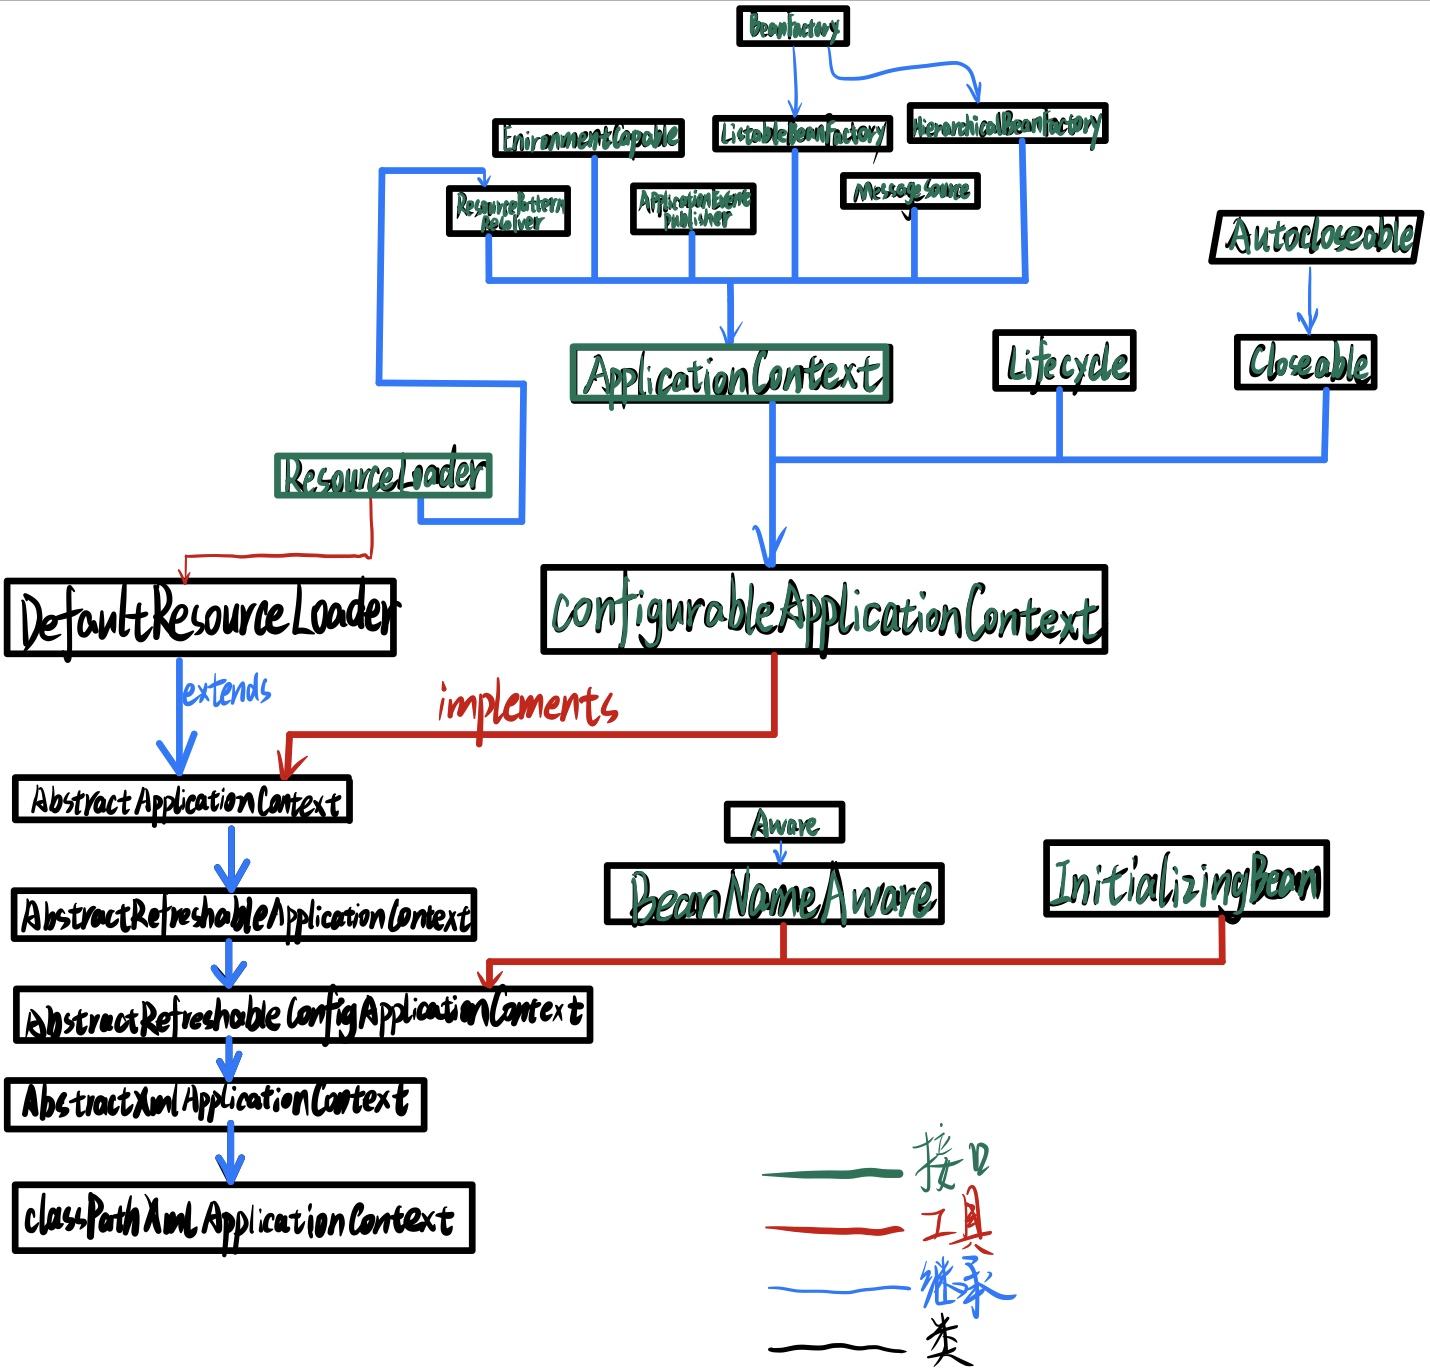 BeanFactory
EnironmentCapable
ListableBeanFactory
HierarchicalBeanFactory
ResourcePattern
Resolver
ApplicationEvent
Publisher
MessageSource
Autocloseable
ApplicationContext
Lifecycle
Closeable
ResourceLoader
DefaultResourceLoader
configurableApplicationContext
extends
implements
AbstractApplicationContext
Aware
BeanNameAware
InitializingBean
AbstractRefreshableApplicationContext
AbstractRefreshableConfigApplicationContext
AbstractXmlApplicationContext
classPathXmlApplicationContext
接口
工具
继承
类